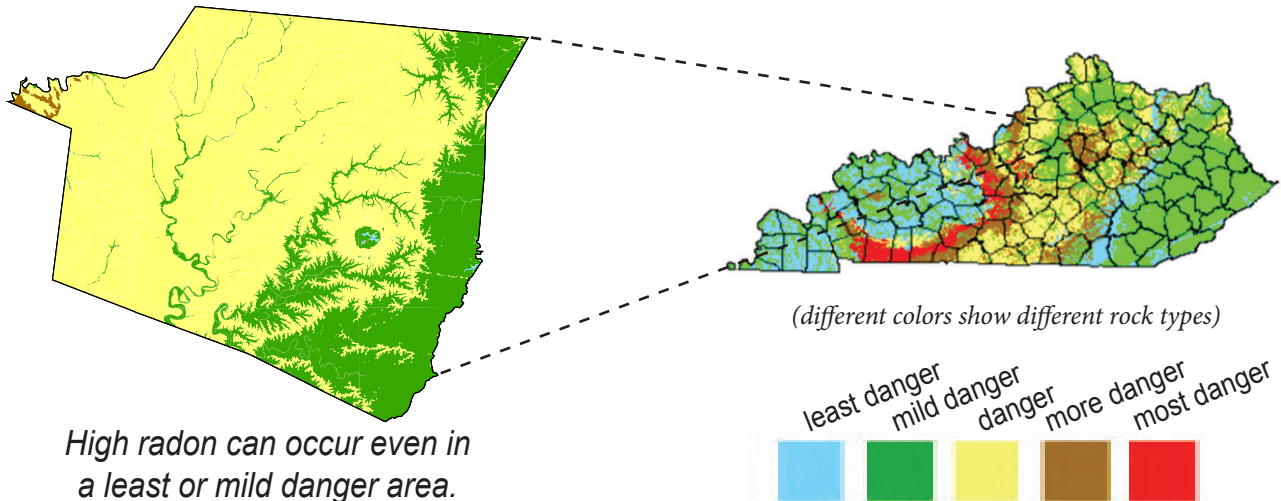 High radon can occur even in
a least or mild danger area.
(different colors show different rock types)
least danger
mild danger
danger
more danger
most danger